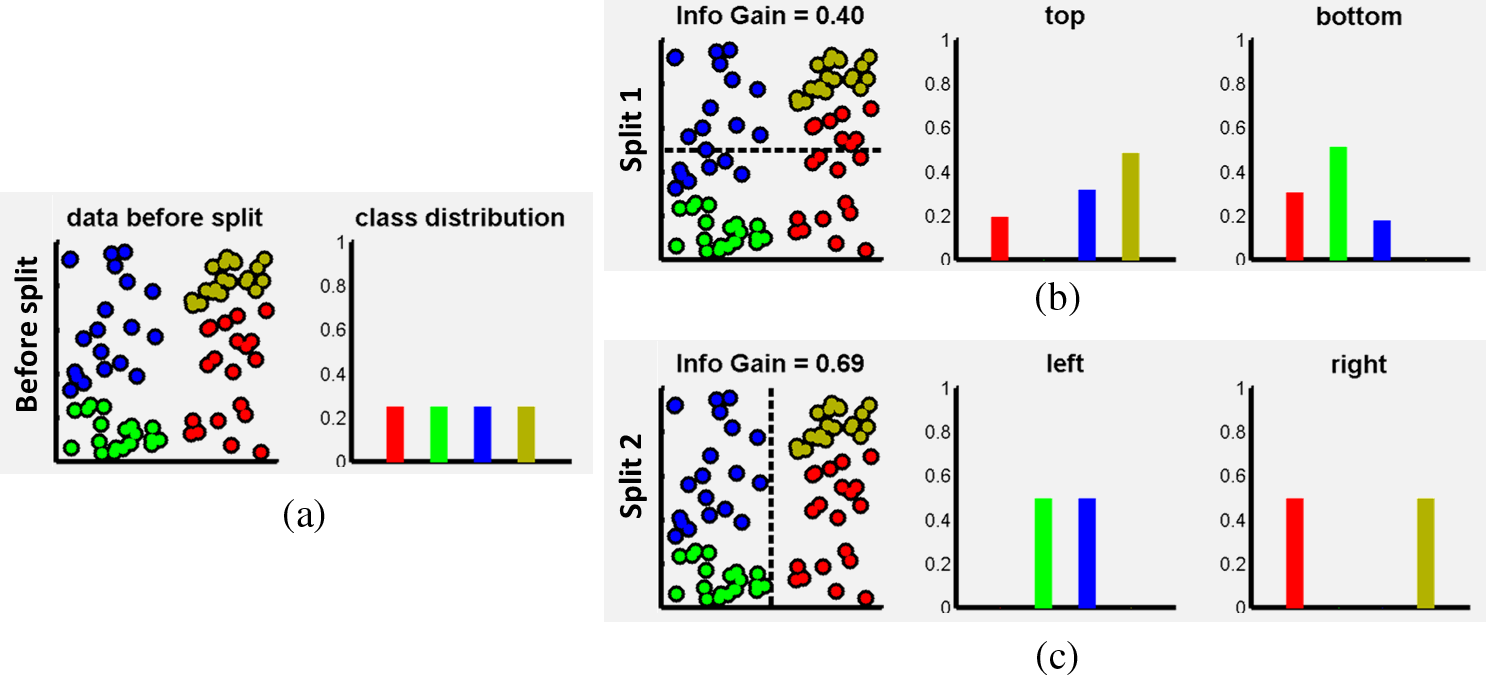 Before split
data before split
class distribution
1
0.8
0.6
0.4
0.2
0
(a)
Split 1
Info Gain = 0.40
top
bottom
1
0.8
0.6
0.4
0.2
0
1
0.8
0.6
0.4
0.2
0
(b)
Split 2
Info Gain = 0.69
left
right
1
0.8
0.6
0.4
0.2
0
1
0.8
0.6
0.4
0.2
0
(c)